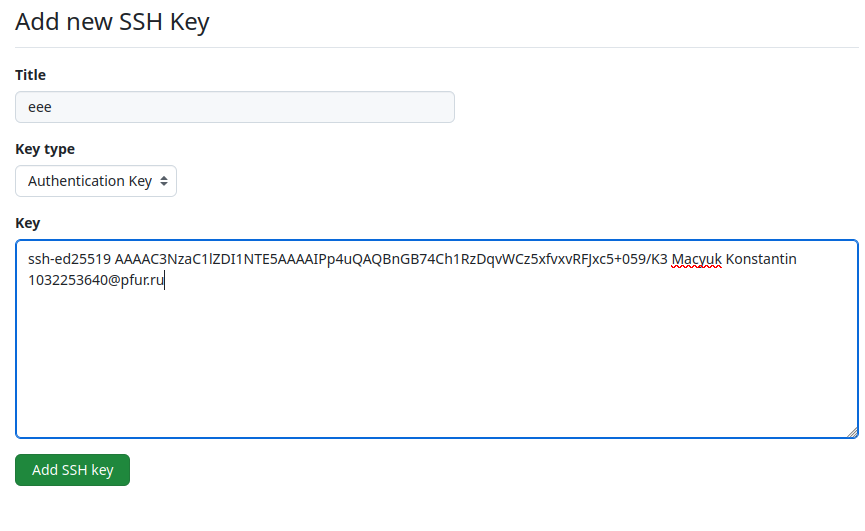 Add new SSH Key
Title
eee
Key type
Authentication Key
Key
ssh-ed25519 AAAAC3NzaC1lZDI1NTE5AAAAIPp4uQAQBnGB74Ch1RzDqvWCz5xfvxvRFJxc5+059/K3 Macyuk Konstantin
1032253640@pfur.ru
Add SSH key